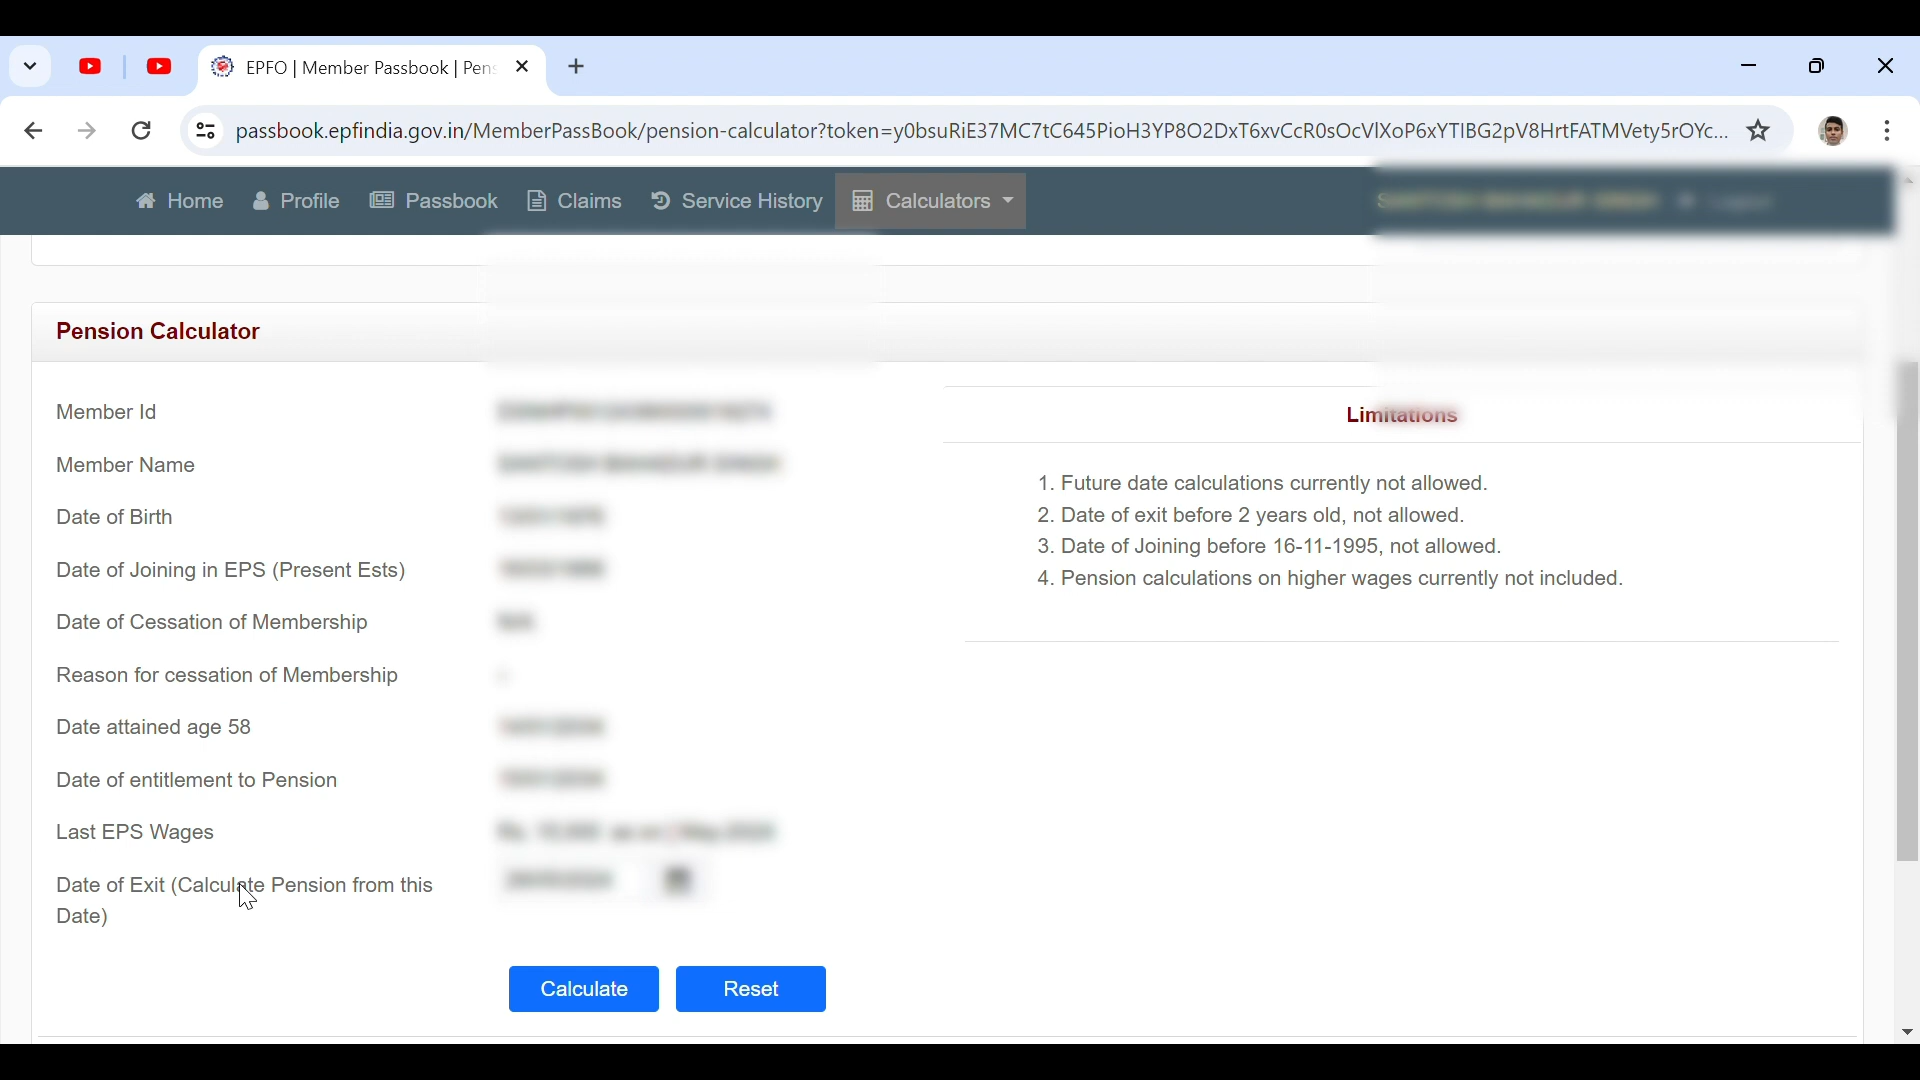 EPFO | Member Passbook | Pens
passbook.epfindia.gov.in/MemberPassBook/pension-calculator?token=y0bsuRiE37MC7tC645PioH3YP8O2DxT6xvCcR0sOcVlXoP6xYTIBG2pV8HrtFATMVety5rOYc...
Home Profile Passbook Claims Service History Calculators
Pension Calculator
Member Id
Member Name
Date of Birth
Date of Joining in EPS (Present Ests)
Date of Cessation of Membership
Reason for cessation of Membership
Date attained age 58
Date of entitlement to Pension
Last EPS Wages
Date of Exit (Calculate Pension from this
Date)
Calculate Reset
Limitations
1. Future date calculations currently not allowed.
2. Date of exit before 2 years old, not allowed.
3. Date of Joining before 16-11-1995, not allowed.
4. Pension calculations on higher wages currently not included.